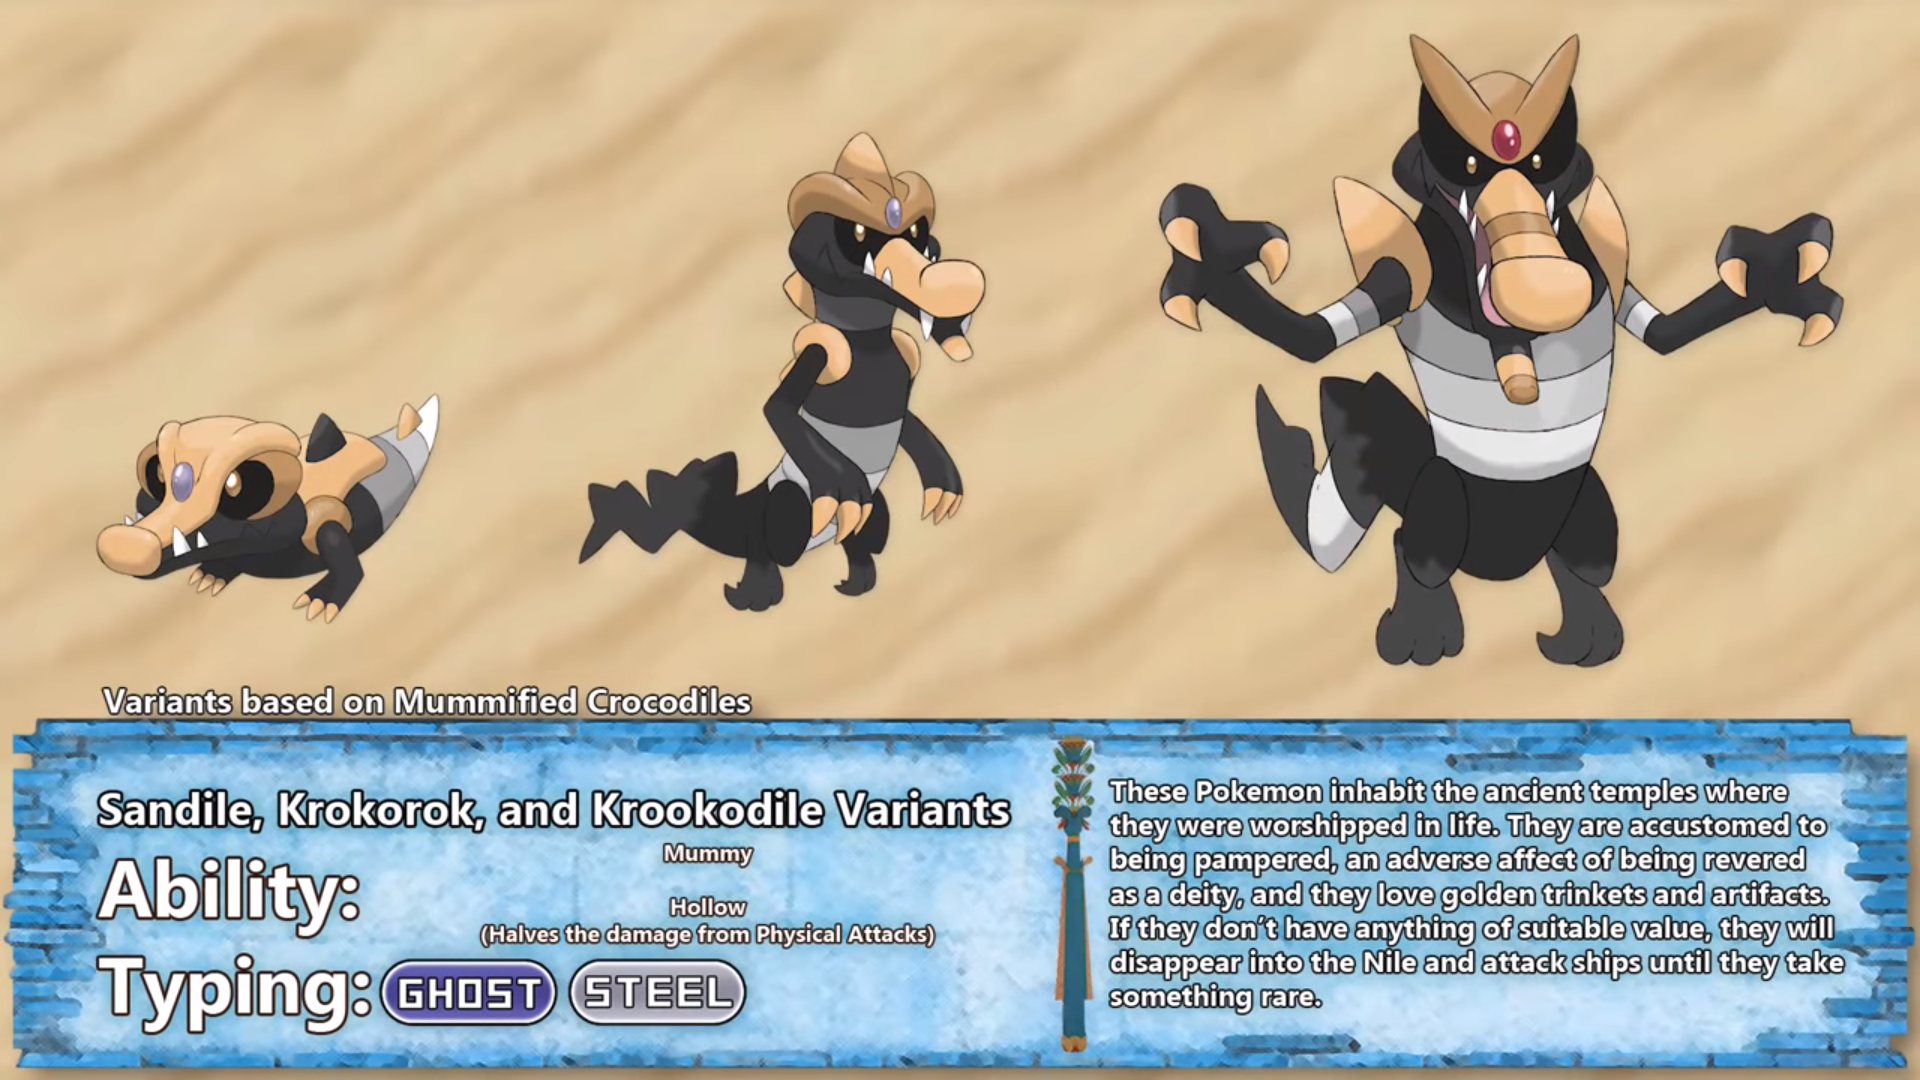 Variants based on Mummified Crocodiles
Sandile, Krokorok, and Krookodile Variants
Ability:
Mummy
Hollow
(Halves the damage from Physical Attacks)
Typing: GHOST STEEL
These Pokemon inhabit the ancient temples where
they were worshipped in life. They are accustomed to
being pampered, an adverse affect of being revered
as a deity, and they love golden trinkets and artifacts.
If they don't have anything of suitable value, they will
disappear into the Nile and attack ships until they take
something rare.